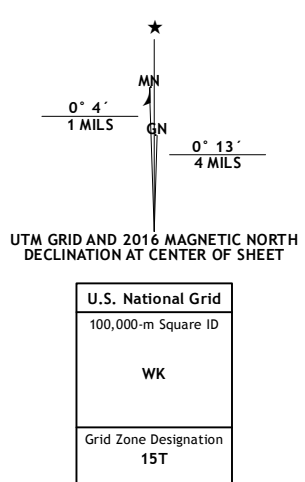 ★
MN
0° 4´
1 MILS
GN
0° 13´
4 MILS
UTM GRID AND 2016 MAGNETIC NORTH
DECLINATION AT CENTER OF SHEET
U.S. National Grid
100,000-m Square ID
WK
Grid Zone Designation
15T